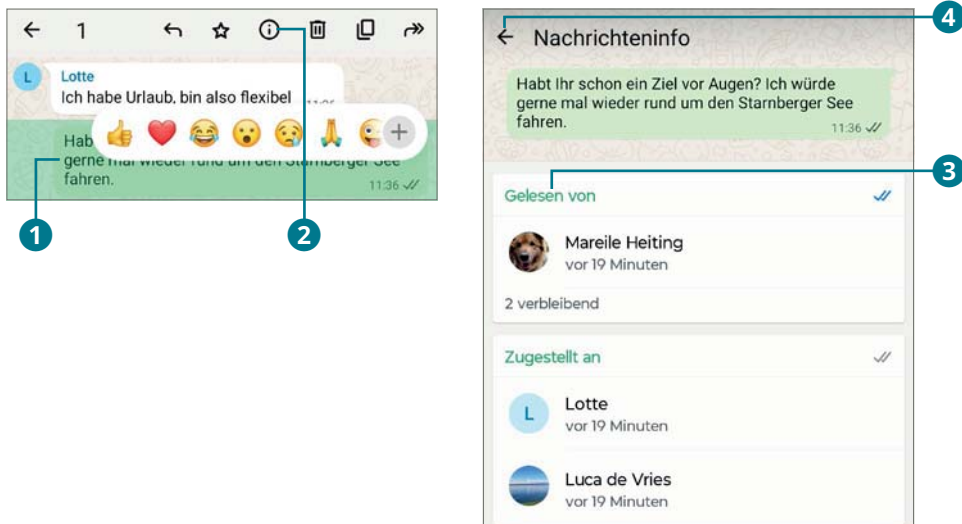 1
Lotte
Ich habe Urlaub, bin also flexibel
Hab
gerne mal wieder rund um den Starnberger See
fahren.
11:36
1
2
Nachrichteninfo
4
Habt Ihr schon ein Ziel vor Augen? Ich würde
gerne mal wieder rund um den Starnberger See
fahren.
11:36
3
Gelesen von
Mareile Heiting
vor 19 Minuten
2 verbleibend
Zugestellt an
L
Lotte
vor 19 Minuten
Luca de Vries
vor 19 Minuten